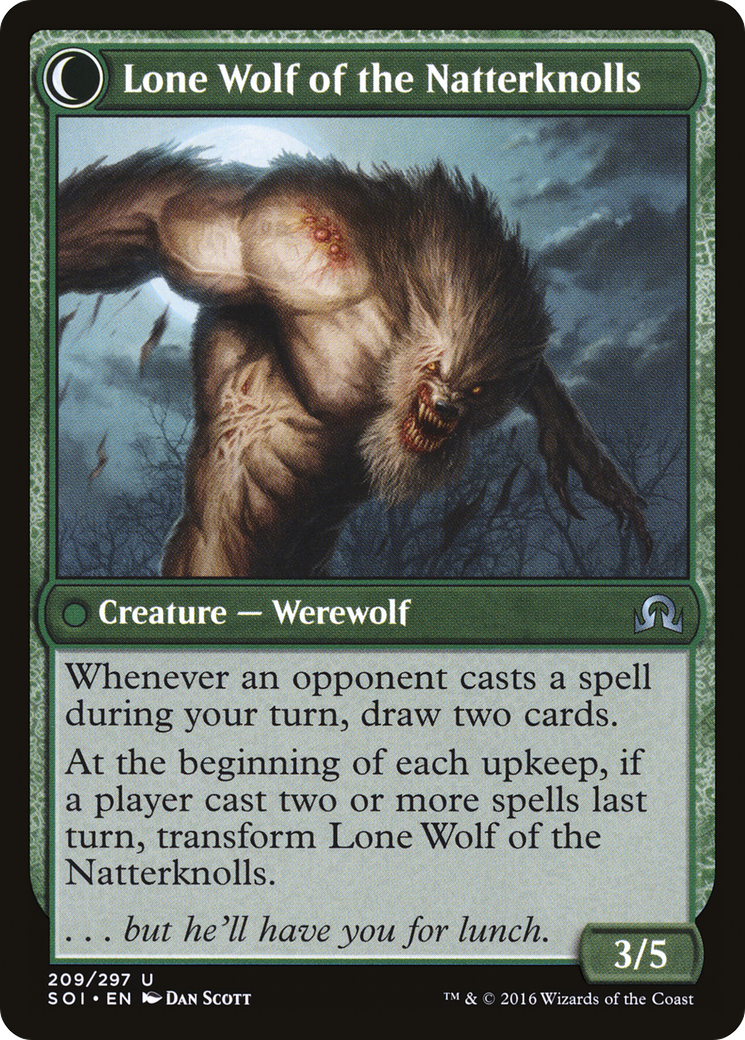 Lone Wolf of the Natterknolls
Creature — Werewolf
Whenever an opponent casts a spell
during your turn, draw two cards.
At the beginning of each upkeep, if
a player cast two or more spells last
turn, transform Lone Wolf of the
Natterknolls.
. . . but he'll have you for lunch.
3/5
209/297 U
SOI • EN Dan Scott
™ & © 2016 Wizards of the Coast